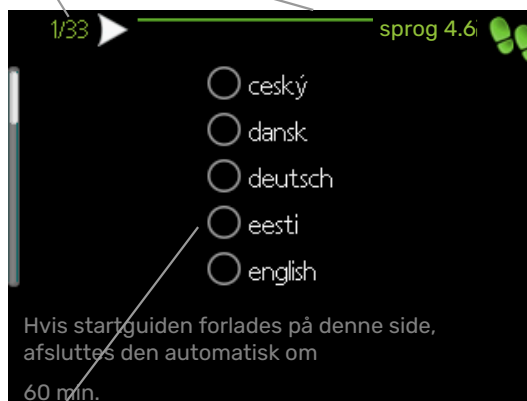 1/33
sprog 4.6
ceský
dansk
deutsch
eesti
english
Hvis startguiden forlades på denne side,
afsluttes den automatisk om
60 min.